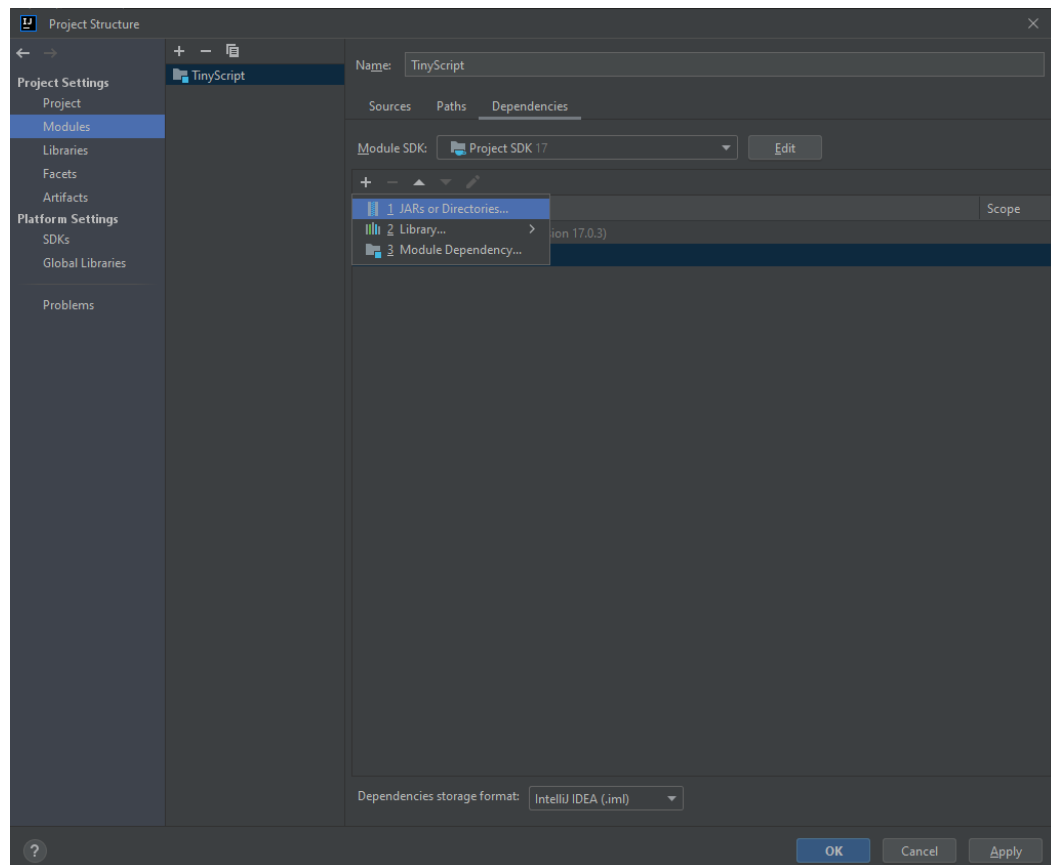 Project Structure
Project Settings
Project
Modules
Libraries
Facets
Artifacts
Platform Settings
SDKs
Global Libraries
Problems
TinyScript
Name: TinyScript
Sources Paths Dependencies
Module SDK: Project SDK 17 Edit
Scope
1 JARs or Directories...
2 Library...
3 Module Dependency...
17.0.3)
Dependencies storage format: IntelliJ IDEA (.iml)
? OK Cancel Apply